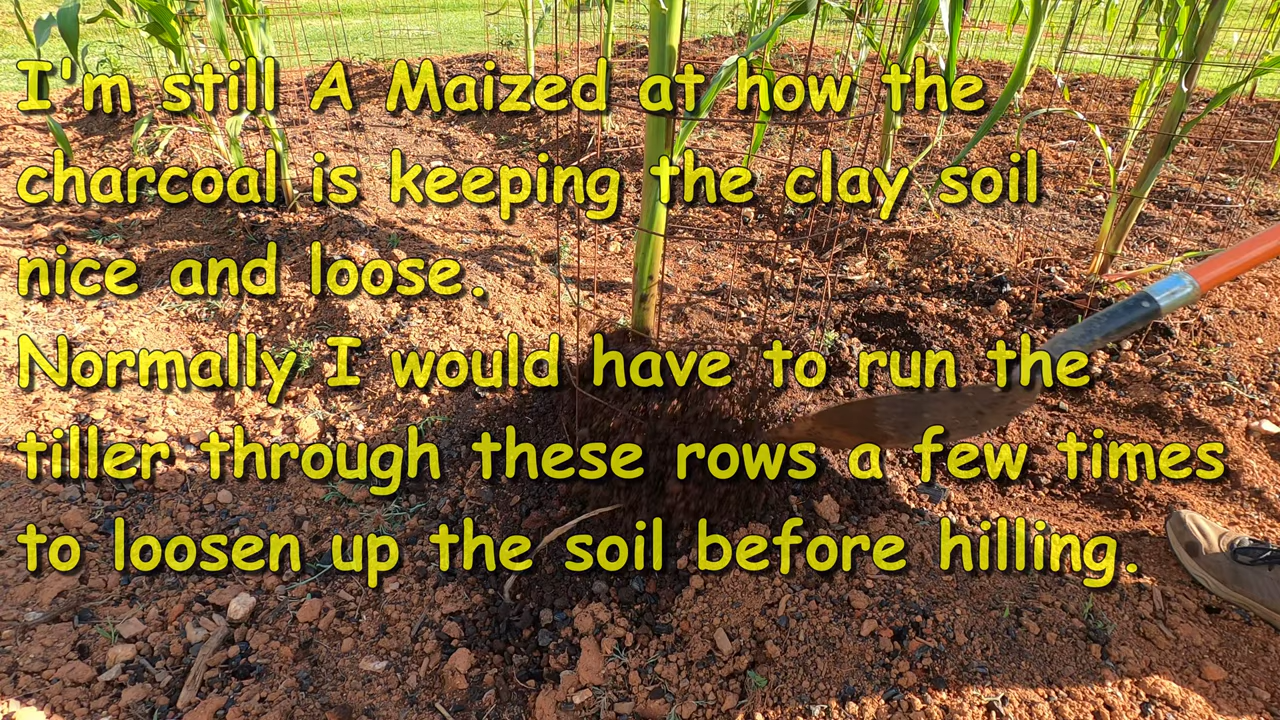 I'm still A Maized at how the
charcoal is keeping the clay soil
nice and loose.
Normally I would have to run the
tiller through these rows a few times
to loosen up the soil before hilling.